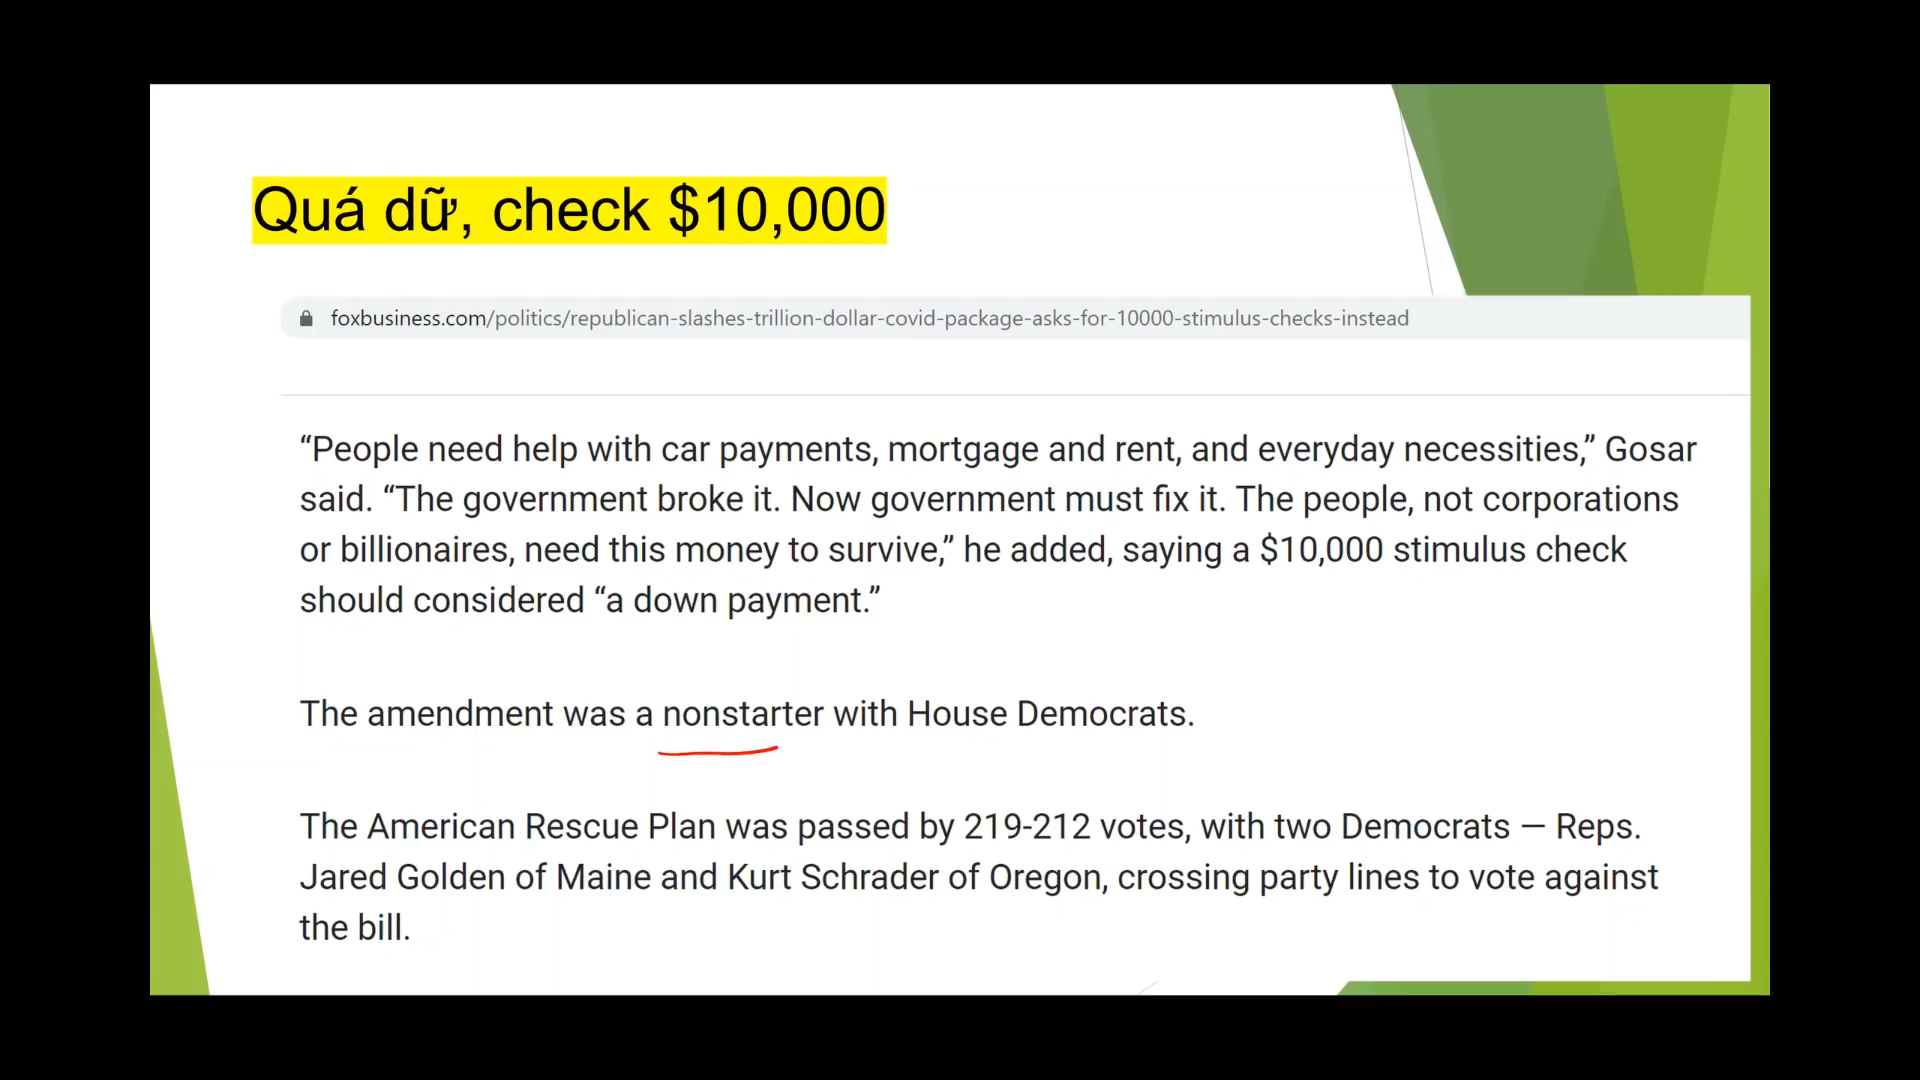 Quá dữ, check $10,000
foxbusiness.com/politics/republican-slashes-trillion-dollar-covid-package-asks-for-10000-stimulus-checks-instead
“People need help with car payments, mortgage and rent, and everyday necessities,” Gosar
said. “The government broke it. Now government must fix it. The people, not corporations
or billionaires, need this money to survive,” he added, saying a $10,000 stimulus check
should considered “a down payment.”
The amendment was a nonstarter with House Democrats.
The American Rescue Plan was passed by 219-212 votes, with two Democrats — Reps.
Jared Golden of Maine and Kurt Schrader of Oregon, crossing party lines to vote against
the bill.